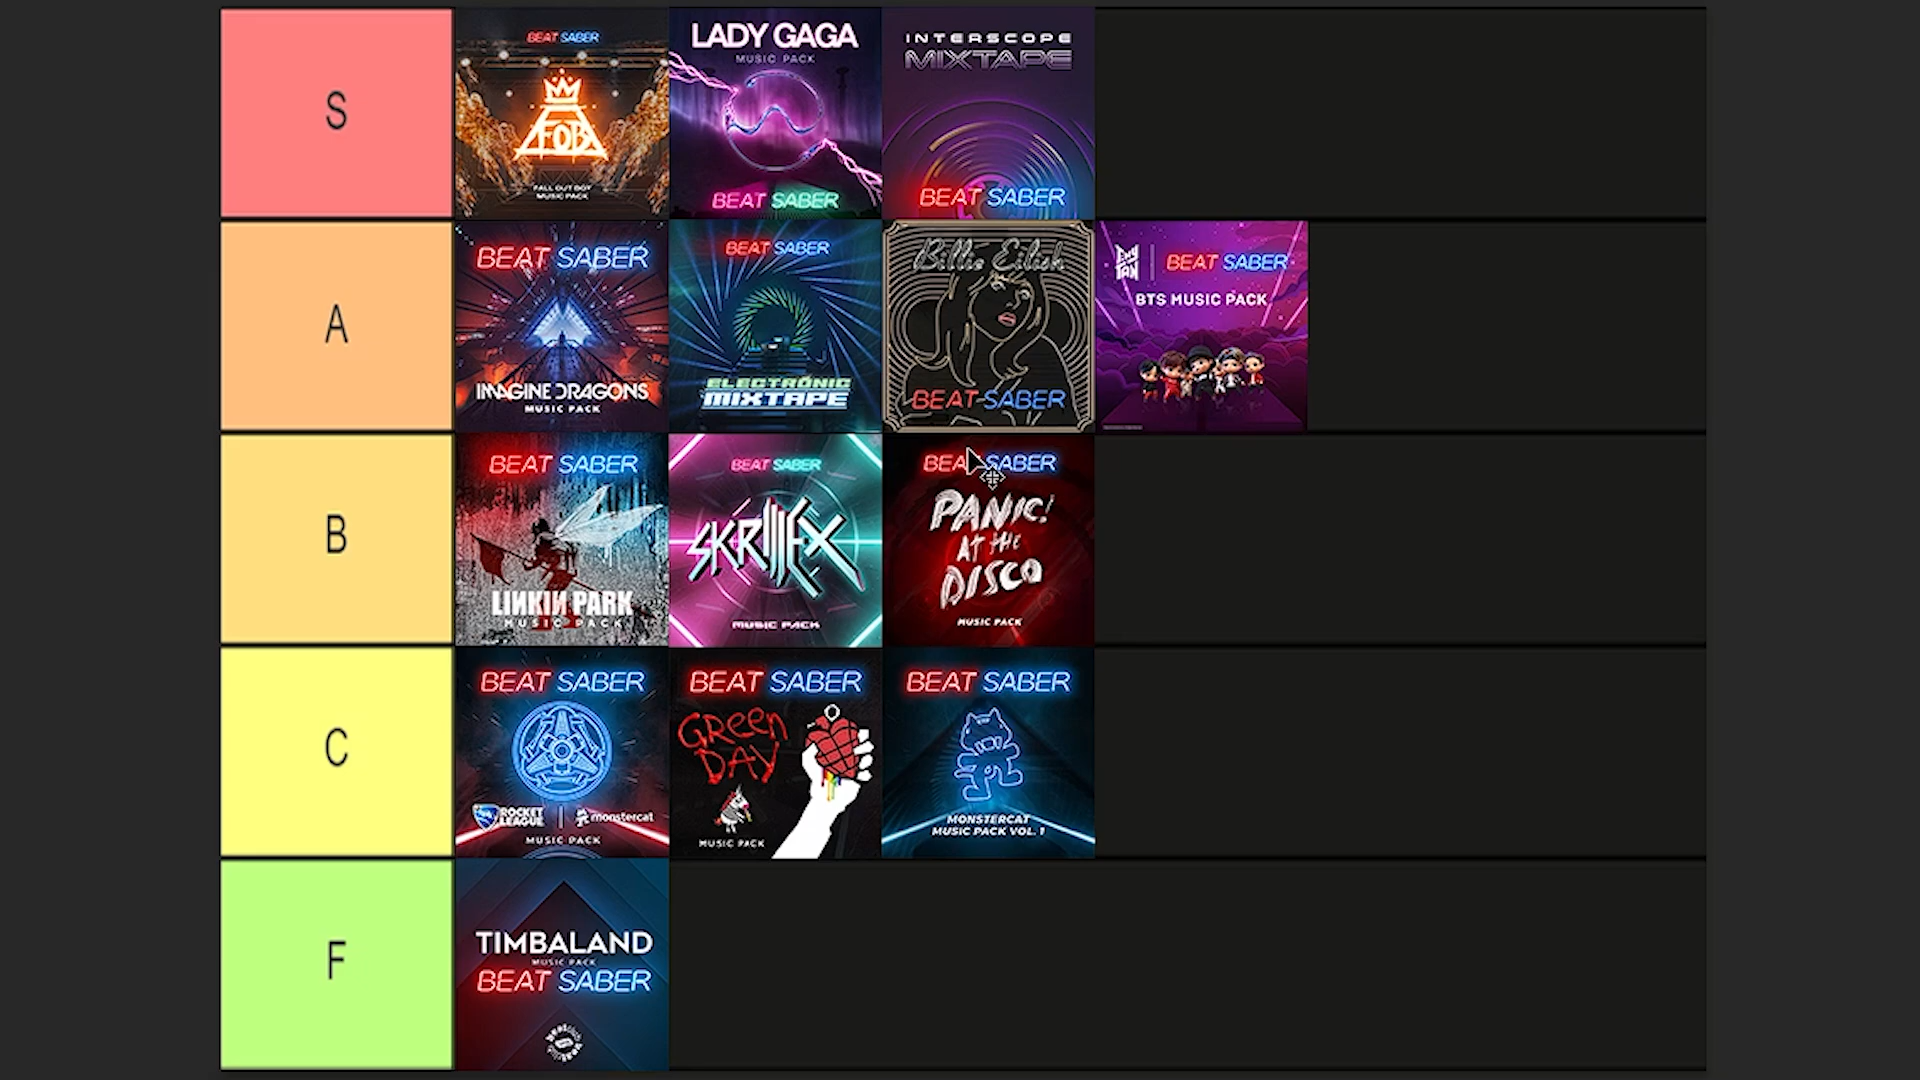 S
BEAT SABER
FOB
FALL OUT BOY
MUSIC PACK
LADY GAGA
MUSIC PACK
BEAT SABER
INTERSCOPE
MIXTAPE
BEAT SABER
A
BEAT SABER
IMAGINE DRAGONS
MUSIC PACK
BEAT SABER
ELECTRONIC
MIXTAPE
Billie Eilish
BEAT SABER
BEAT SABER
BTS MUSIC PACK
B
BEAT SABER
LINKIN PARK
MUSIC PACK
BEAT SABER
SKRILLEX
MUSIC PACK
BEAT SABER
PANIC!
AT the
DISCO
MUSIC PACK
C
BEAT SABER
ROCKET
LEAGUE
monstercat
MUSIC PACK
BEAT SABER
GReen
DAY
MUSIC PACK
BEAT SABER
MONSTERCAT
MUSIC PACK VOL. 1
F
TIMBALAND
MUSIC PACK
BEAT SABER